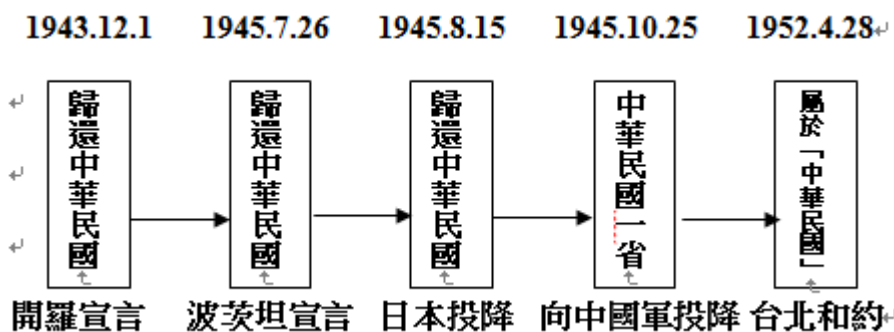 1943.12.1 1945.7.26 1945.8.15 1945.10.25 1952.4.28
歸還中華民國
歸還中華民國
歸還中華民國
中華民國一省
屬於「中華民國」
開羅宣言 波茨坦宣言 日本投降 向中國軍投降 台北和約